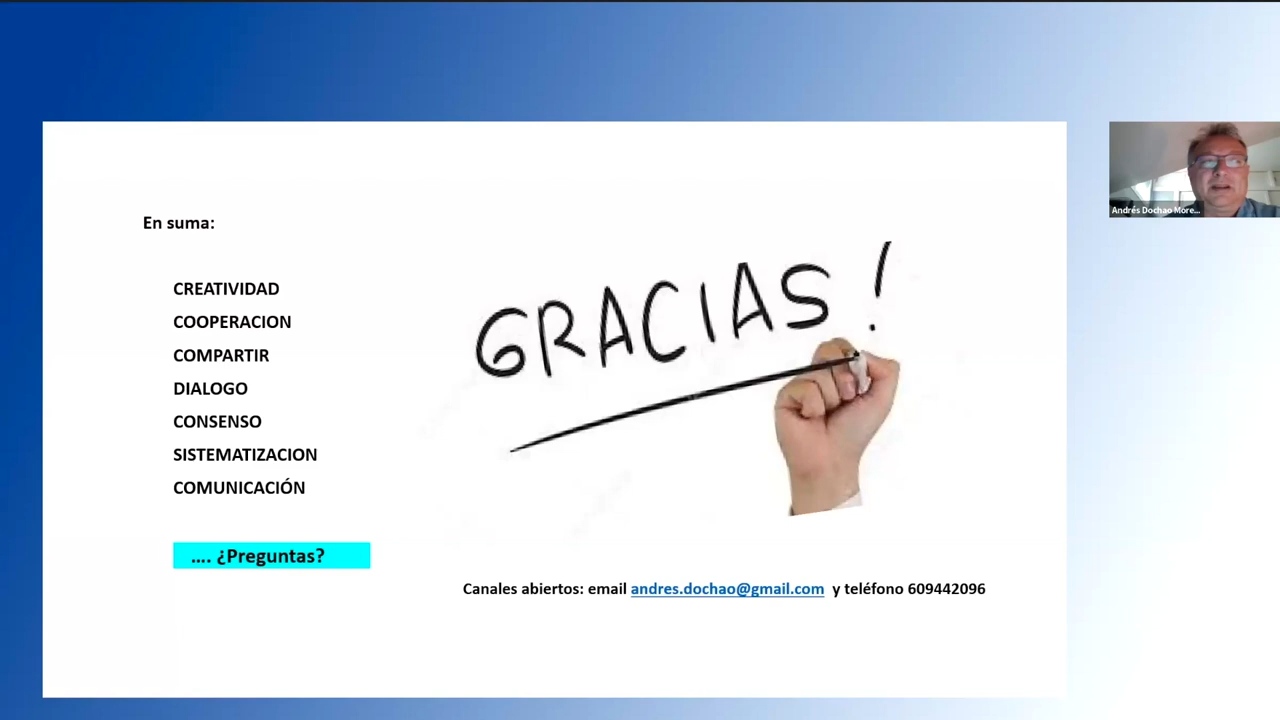 En suma:
CREATIVIDAD
COOPERACION
COMPARTIR
DIALOGO
CONSENSO
SISTEMATIZACION
COMUNICACIÓN
.... ¿Preguntas?
GRACIAS!
Canales abiertos: email andres.dochao@gmail.com y teléfono 609442096
Andrés Dochao More...